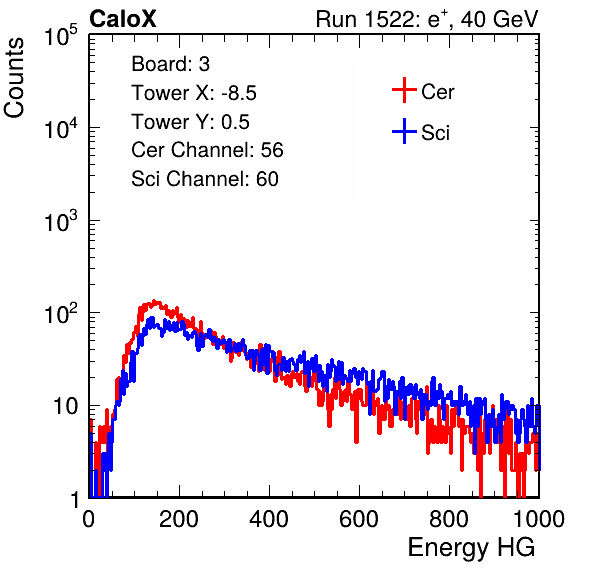 CaloX Run 1522: e⁺, 40 GeV
Counts
10⁵
10⁴
10³
10²
10
1
Board: 3
Tower X: -8.5
Tower Y: 0.5
Cer Channel: 56
Sci Channel: 60
Cer
Sci
0 200 400 600 800 1000
Energy HG